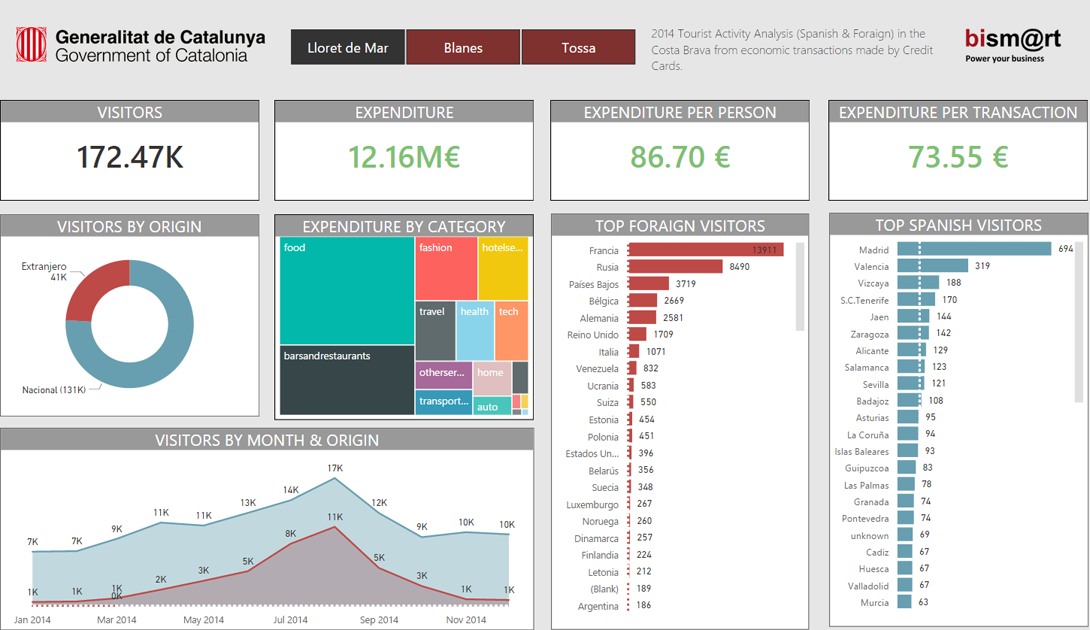 Generalitat de Catalunya
Government of Catalonia
Lloret de Mar
Blanes
Tossa
2014 Tourist Activity Analysis (Spanish & Foraign) in the
Costa Brava from economic transactions made by Credit
Cards.
bism@rt
Power your business
VISITORS
172.47K
EXPENDITURE
12.16M€
EXPENDITURE PER PERSON
86.70 €
EXPENDITURE PER TRANSACTION
73.55 €
VISITORS BY ORIGIN
Extranjero
41K
Nacional (131K)
EXPENDITURE BY CATEGORY
food
fashion
hotelse...
travel
health
tech
barsandrestaurants
otherser...
home
transport...
auto
VISITORS BY MONTH & ORIGIN
7K
7K
9K
11K
11K
13K
14K
17K
12K
9K
10K
10K
1K
1K
1K
0K
2K
3K
5K
8K
11K
5K
3K
1K
1K
Jan 2014
Mar 2014
May 2014
Jul 2014
Sep 2014
Nov 2014
TOP FORAIGN VISITORS
Francia 13911
Rusia 8490
Países Bajos 3719
Bélgica 2669
Alemania 2581
Reino Unido 1709
Italia 1071
Venezuela 832
Ucrania 583
Suiza 550
Estonia 454
Polonia 451
Estados Un... 396
Belarús 356
Suecia 348
Luxemburgo 267
Noruega 260
Dinamarca 257
Finlandia 224
Letonia 212
(Blank) 189
Argentina 186
TOP SPANISH VISITORS
Madrid 694
Valencia 319
Vizcaya 188
S.C.Tenerife 170
Jaen 144
Zaragoza 142
Alicante 129
Salamanca 123
Sevilla 121
Badajoz 108
Asturias 95
La Coruña 94
Islas Baleares 93
Guipuzcoa 83
Las Palmas 78
Granada 74
Pontevedra 74
unknown 69
Cadiz 67
Huesca 67
Valladolid 67
Murcia 63